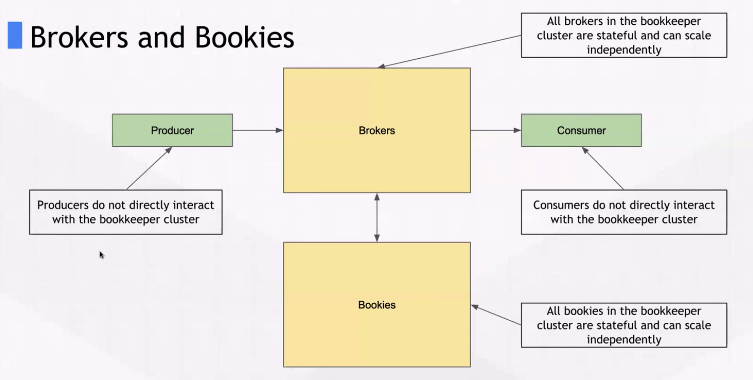 Brokers and Bookies
All brokers in the bookkeeper
cluster are stateful and can scale
independently
Producer
Brokers
Consumer
Producers do not directly interact
with the bookkeeper cluster
Consumers do not directly interact
with the bookkeeper cluster
Bookies
All bookies in the bookkeeper
cluster are stateful and can scale
independently